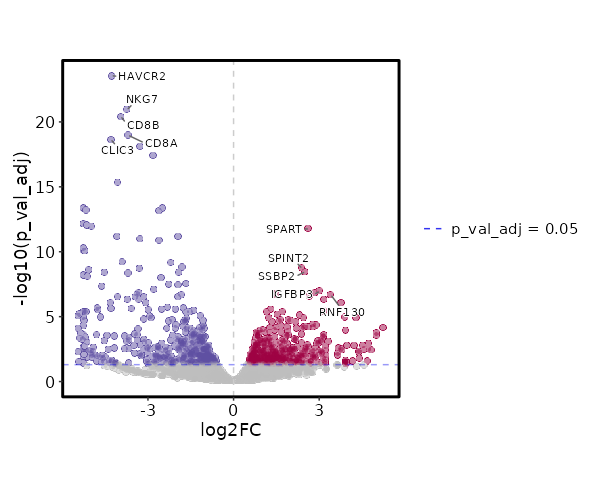 HAVCR2
NKG7
CD8B
CD8A
CLIC3
SPART
SPINT2
SSBP2
IGFBP3
RNF130
20
15
10
5
0
-3
0
3
log2FC
-log10(p_val_adj)
p_val_adj = 0.05